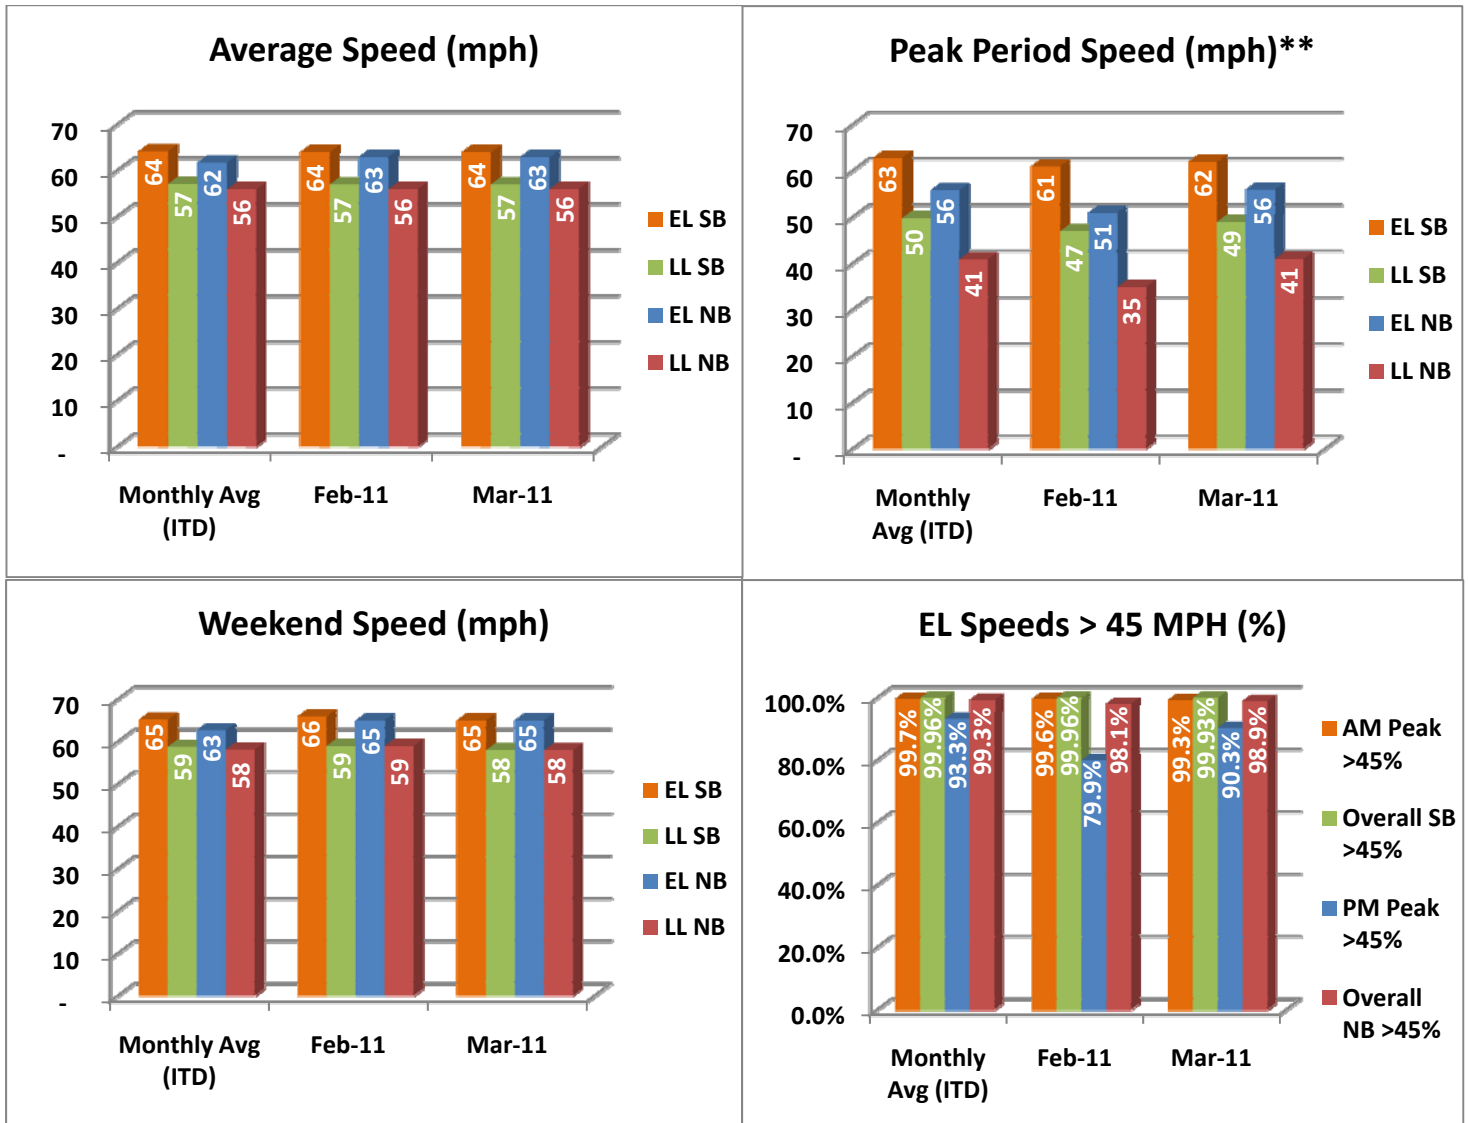 Average Speed (mph)
70
60
50
40
30
20
10
-
64
57
62
56
64
57
63
56
64
57
63
56
Monthly Avg
(ITD)
Feb-11
Mar-11
EL SB
LL SB
EL NB
LL NB
Peak Period Speed (mph)**
70
60
50
40
30
20
10
-
63
50
56
41
61
47
51
35
62
49
56
41
Monthly
Avg (ITD)
Feb-11
Mar-11
EL SB
LL SB
EL NB
LL NB
Weekend Speed (mph)
70
60
50
40
30
20
10
-
65
59
63
58
66
59
65
59
65
58
65
58
Monthly Avg
(ITD)
Feb-11
Mar-11
EL SB
LL SB
EL NB
LL NB
EL Speeds > 45 MPH (%)
100.0%
80.0%
60.0%
40.0%
20.0%
0.0%
99.7%
99.96%
93.3%
99.3%
99.6%
99.96%
79.9%
98.1%
99.3%
99.93%
90.3%
98.9%
Monthly
Avg (ITD)
Feb-11
Mar-11
AM Peak
>45%
Overall SB
>45%
PM Peak
>45%
Overall
NB >45%